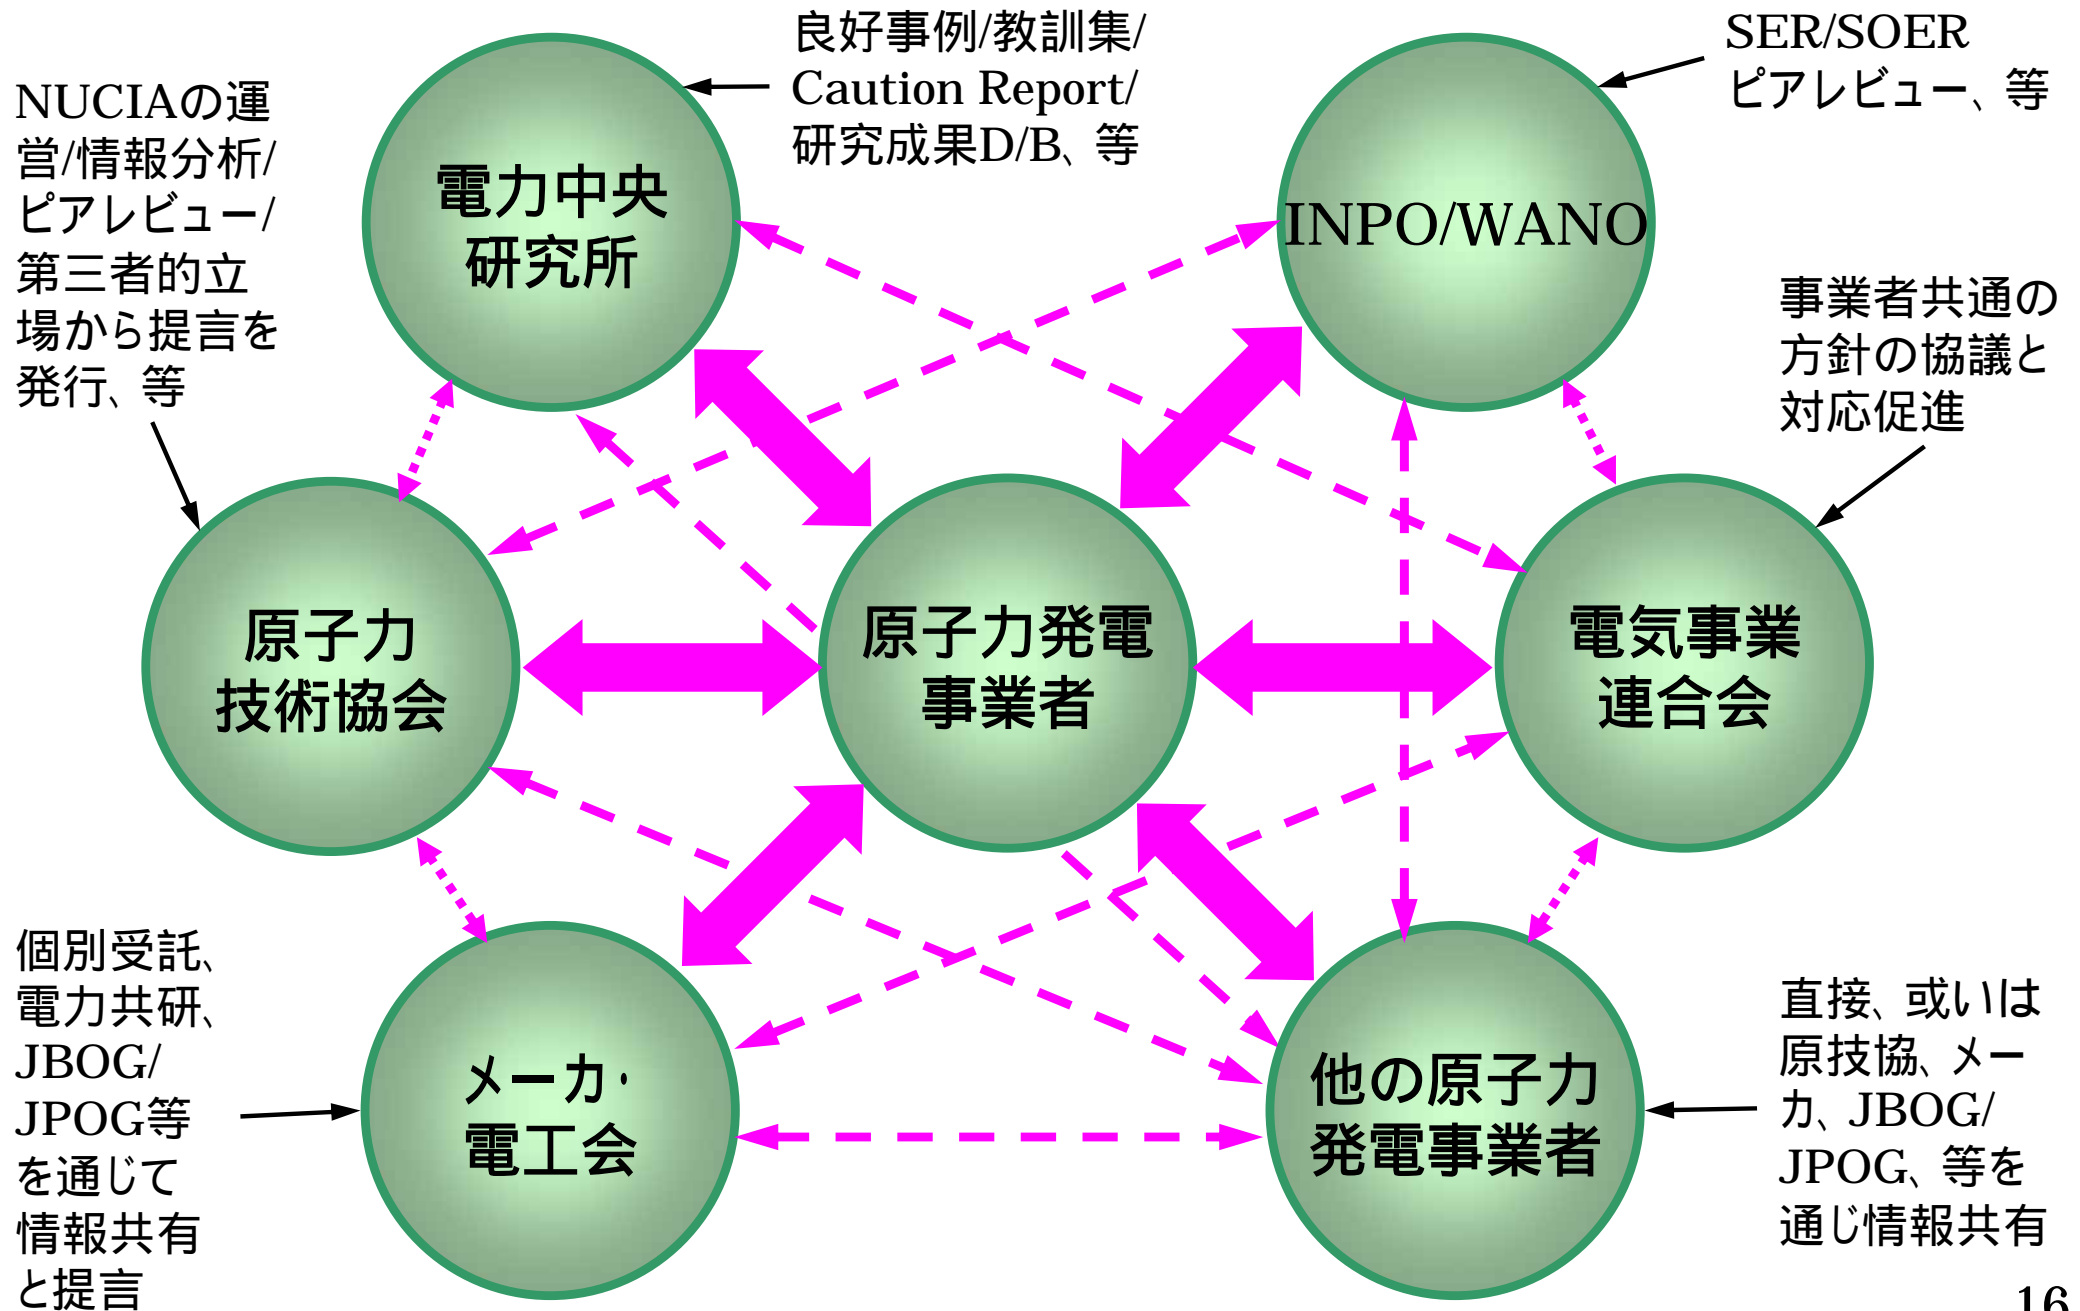 良好事例/教訓集/
Caution Report/
研究成果D/B、等
SER/SOER
ピアレビュー、等
NUCIAの運
営/情報分析/
ピアレビュー/
第三者的立
場から提言を
発行、等
電力中央
研究所
INPO/WANO
事業者共通の
方針の協議と
対応促進
原子力
技術協会
原子力発電
事業者
電気事業
連合会
個別受託、
電力共研、
JBOG/
JPOG等
を通じて
情報共有
と提言
メーカ・
電工会
他の原子力
発電事業者
直接、或いは
原技協、メー
カ、JBOG/
JPOG、等を
通じ情報共有
16